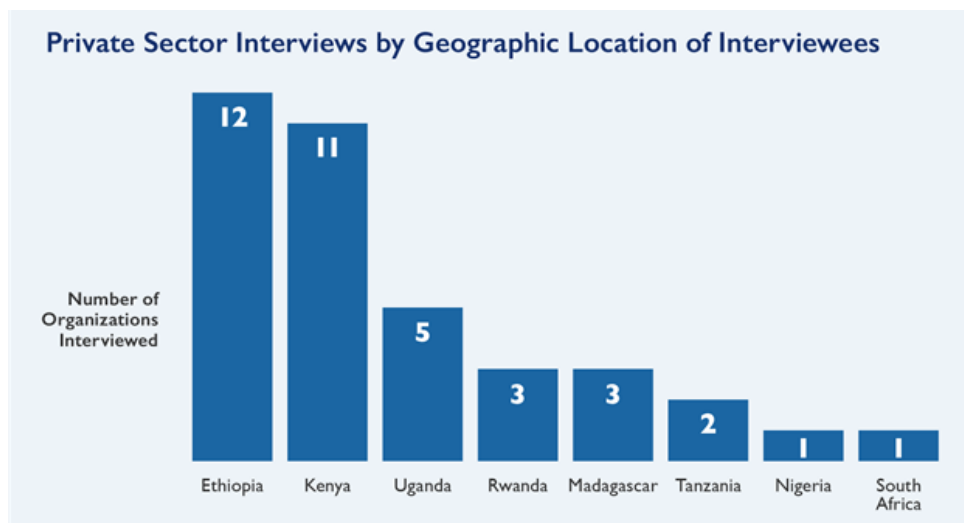 Private Sector Interviews by Geographic Location of Interviewees
12
11
5
3
3
2
1
1
Number of
Organizations
Interviewed
Ethiopia
Kenya
Uganda
Rwanda
Madagascar
Tanzania
Nigeria
South
Africa